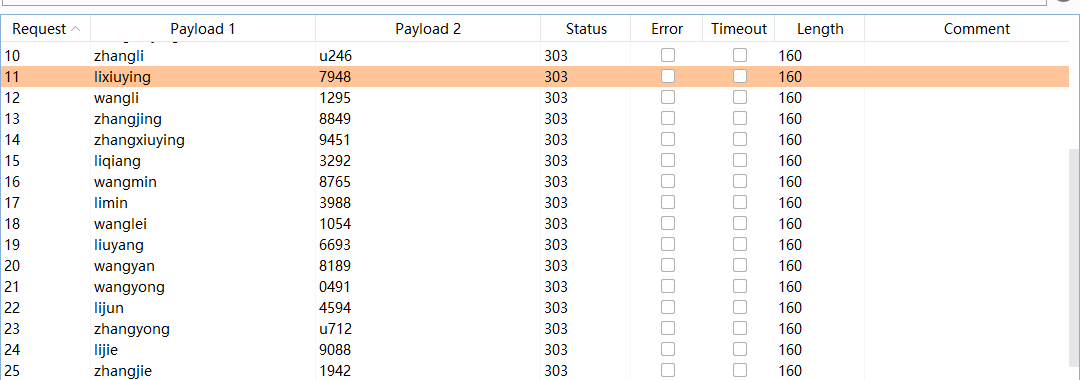 Request Payload 1 Payload 2 Status Error Timeout Length Comment
10 zhangli u246 303 160
11 lixiuying 7948 303 160
12 wangli 1295 303 160
13 zhangjing 8849 303 160
14 zhangxiuying 9451 303 160
15 liqiang 3292 303 160
16 wangmin 8765 303 160
17 limin 3988 303 160
18 wanglei 1054 303 160
19 liuyang 6693 303 160
20 wangyan 8189 303 160
21 wangyong 0491 303 160
22 lijun 4594 303 160
23 zhangyong u712 303 160
24 lijie 9088 303 160
25 zhangjie 1942 303 160